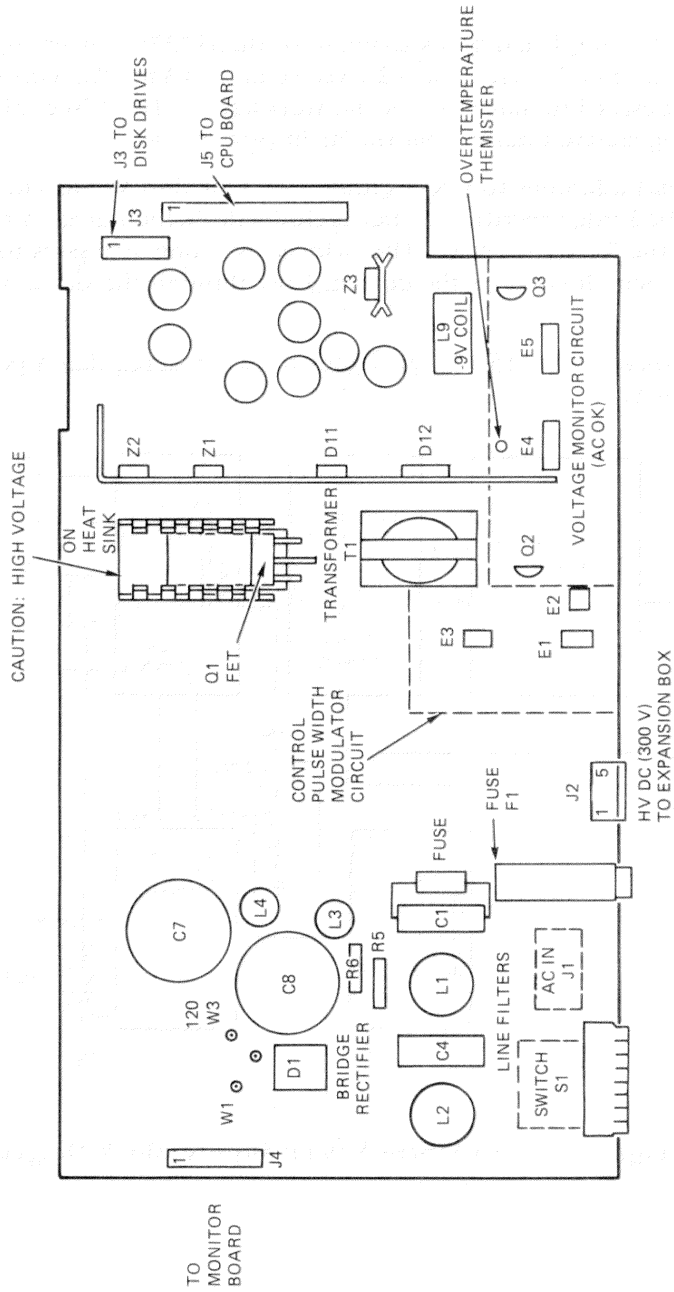 CAUTION: HIGH VOLTAGE
ON
HEAT
SINK
J3 TO
DISK DRIVES
J5 TO
CPU BOARD
J3
1
1
Z2
Z1
D11
D12
Z3
L9
-9V COIL
OVERTEMPERATURE
THEMISTER
Q1
FET
TRANSFORMER
T1
CONTROL
PULSE WIDTH
MODULATOR
CIRCUIT
E3
E1
E2
Q2
E4
E5
Q3
VOLTAGE MONITOR CIRCUIT
(AC OK)
TO
MONITOR
BOARD
1
J4
W1
120
W3
C7
L4
C8
L3
D1
BRIDGE
RECTIFIER
R6
R5
L2
C4
L1
C1
FUSE
FUSE
F1
LINE FILTERS
SWITCH
S1
AC IN
J1
J2
1 5
HV DC (300 V)
TO EXPANSION BOX